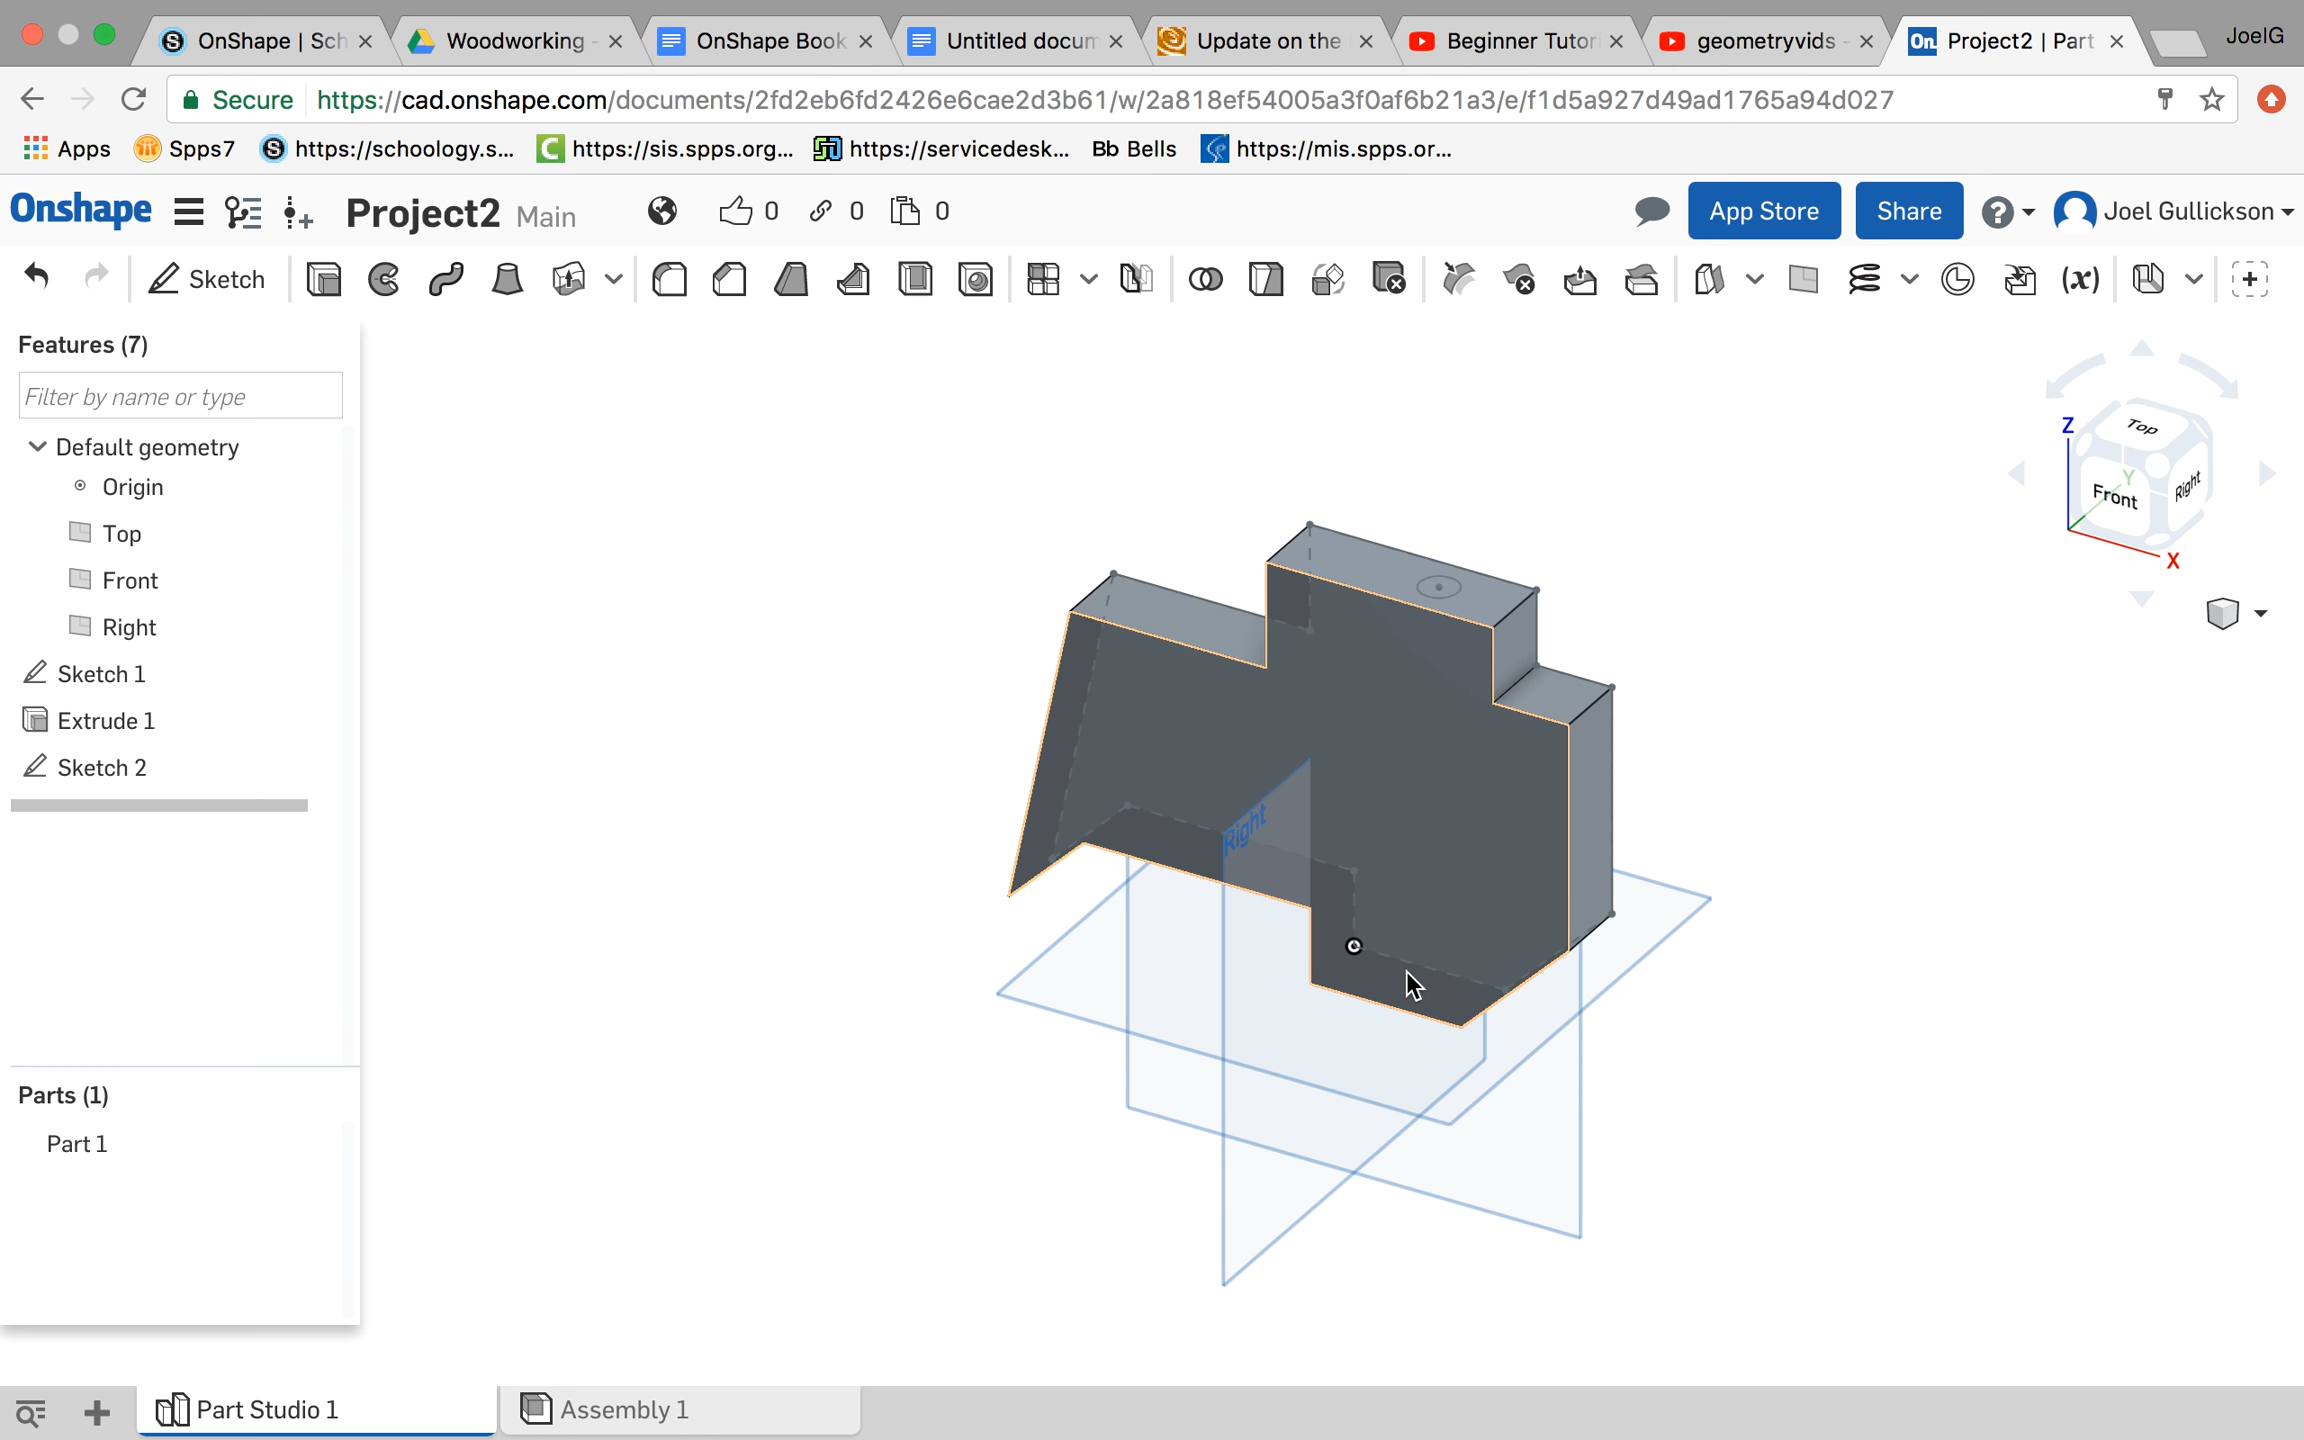 OnShape | Sch
Woodworking -
OnShape Book
Untitled docum
Update on the
Beginner Tutor
geometryvids -
On Project2 | Part
JoelG
Secure https://cad.onshape.com/documents/2fd2eb6fd2426e6cae2d3b61/w/2a818ef54005a3f0af6b21a3/e/f1d5a927d49ad1765a94d027
Apps
Spps7
https://schoology.s...
https://sis.spps.org...
https://servicedesk...
Bb Bells
https://mis.spps.or...
Onshape
Project2 Main
0
0
0
App Store
Share
Joel Gullickson
Sketch
(x)
Features (7)
Filter by name or type
Default geometry
Origin
Top
Front
Right
Sketch 1
Extrude 1
Sketch 2
Parts (1)
Part 1
Right
Z
Top
Y
Front
Right
X
Part Studio 1
Assembly 1